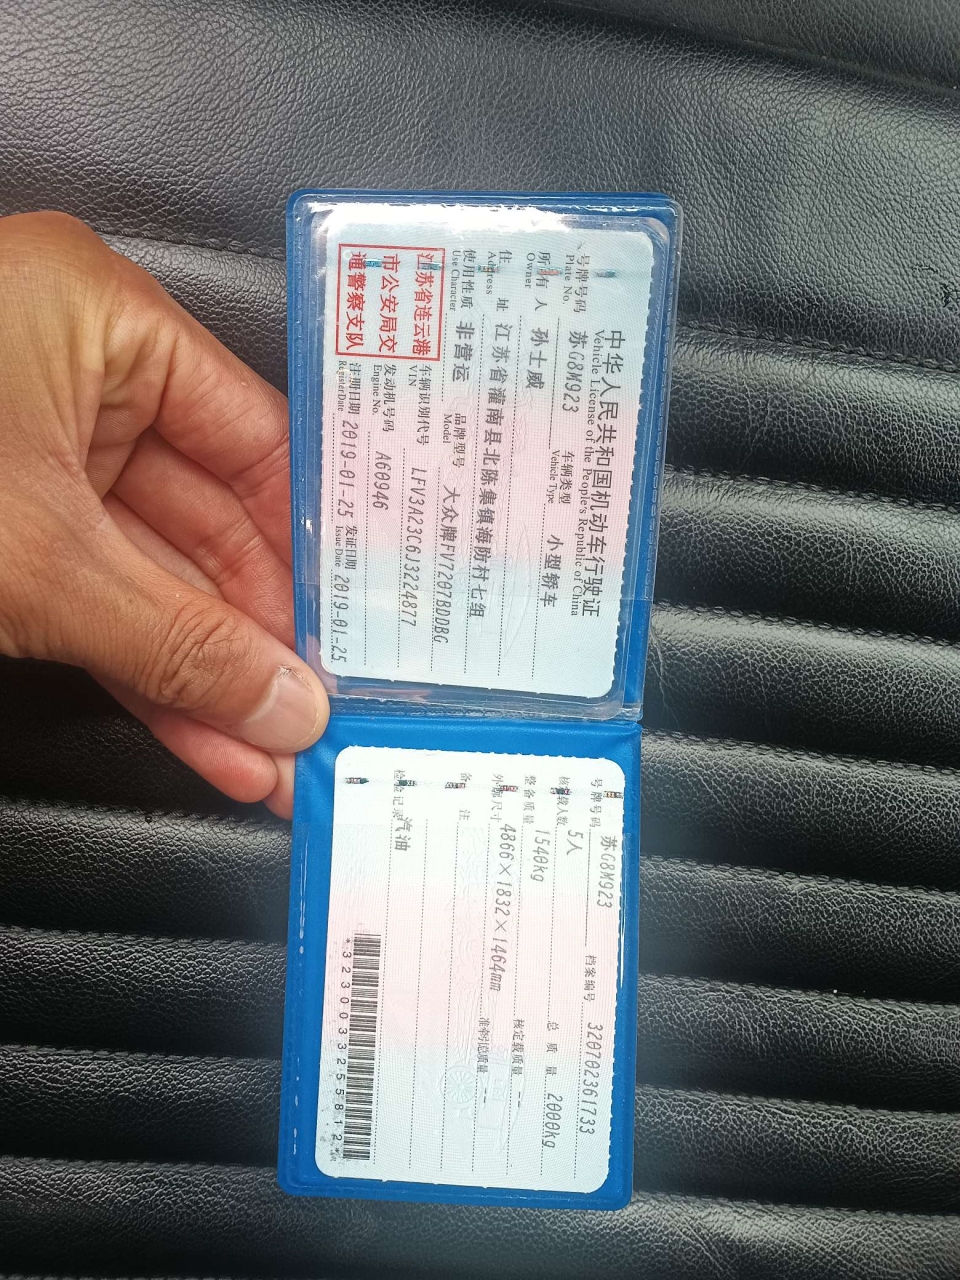 中华人民共和国机动车行驶证
Vehicle License of the People's Republic of China
号牌号码 苏G8M923 车辆类型 小型轿车
Plate No. Vehicle Type
所有人 孙士威
Owner
住址 江苏省灌南县北陈集镇海防村七组
Address
使用性质 非营运 品牌型号 大众牌FV7207BDDBG
Use Character Model
江苏省连云港
市公安局交
通警察支队
车辆识别代号 LFV3A23C6J3224877
VIN
发动机号码 A60946
Engine No.
注册日期 2019-01-25 发证日期 2019-01-25
Register Date Issue Date
号牌号码 苏G8M923 档案编号 320702361733
核定载人数 5人 总质量 2000kg
整备质量 1540kg 核定载质量 --
外廓尺寸 4866×1832×1464mm 准牵引总质量 --
备注
检验记录 汽油
*3230033255812*